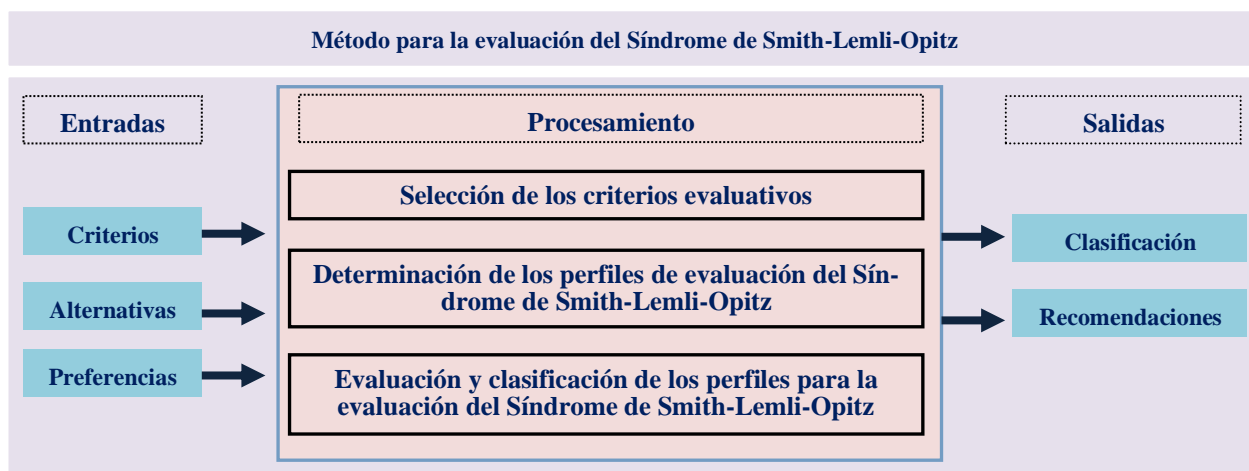 Método para la evaluación del Síndrome de Smith-Lemli-Opitz
Entradas
Criterios
Alternativas
Preferencias
Procesamiento
Selección de los criterios evaluativos
Determinación de los perfiles de evaluación del Sín-
drome de Smith-Lemli-Opitz
Evaluación y clasificación de los perfiles para la
evaluación del Síndrome de Smith-Lemli-Opitz
Salidas
Clasificación
Recomendaciones